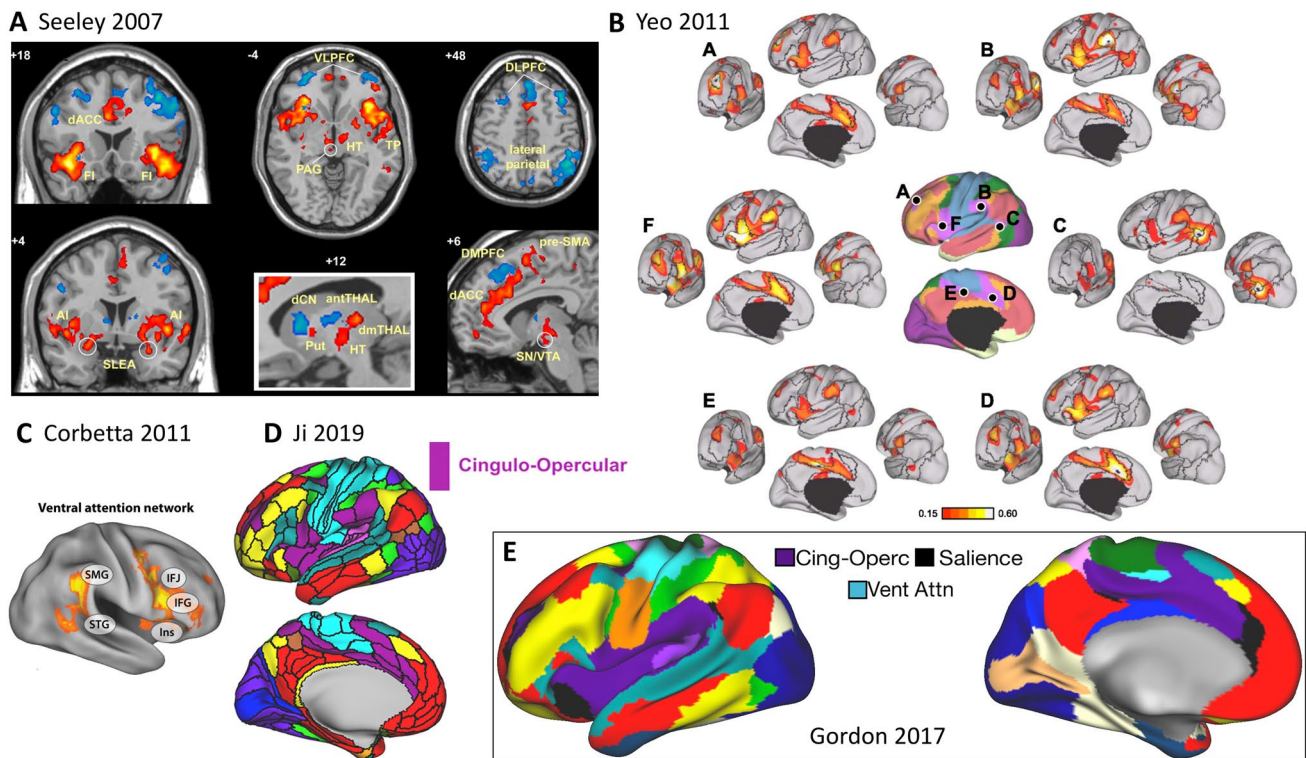 A Seeley 2007
+18
dACC
FI
FI
-4
VLPFC
HT
TP
PAG
+48
DLPFC
lateral
parietal
+4
AI
AI
SLEA
+12
dCN
antTHAL
dmTHAL
Put
HT
+6
pre-SMA
DMPFC
dACC
SN/VTA
B Yeo 2011
A
B
F
A
B
F
C
C
E
D
E
D
0.15
0.60
C Corbetta 2011
Ventral attention network
SMG
IFJ
IFG
STG
Ins
D Ji 2019
Cingulo-Opercular
E
Cing-Operc
Salience
Vent Attn
Gordon 2017